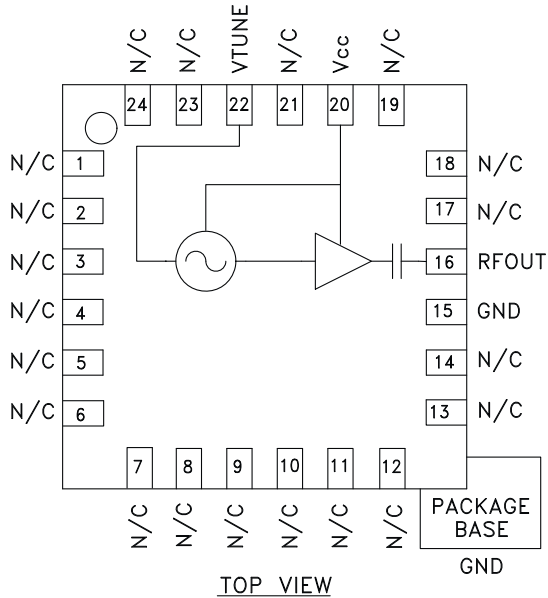 N/C
N/C
VTUNE
N/C
Vcc
N/C
24
23
22
21
20
19
N/C 1
18 N/C
N/C 2
17 N/C
N/C 3
16 RFOUT
N/C 4
15 GND
N/C 5
14 N/C
N/C 6
13 N/C
7
8
9
10
11
12
N/C
N/C
N/C
N/C
N/C
N/C
PACKAGE
BASE
GND
TOP VIEW